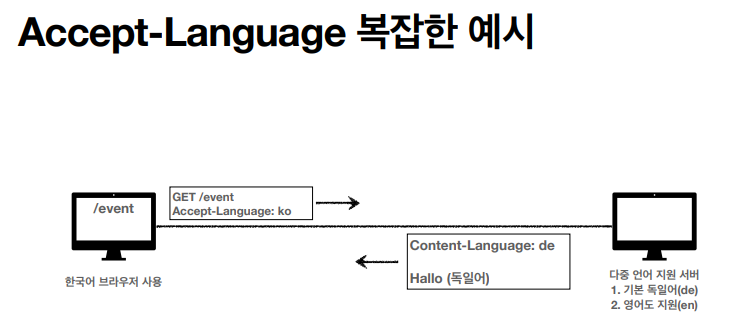 Accept-Language 복잡한 예시
/event
GET /event
Accept-Language: ko
Content-Language: de
Hallo (독일어)
한국어 브라우저 사용
다중 언어 지원 서버
1. 기본 독일어(de)
2. 영어도 지원(en)